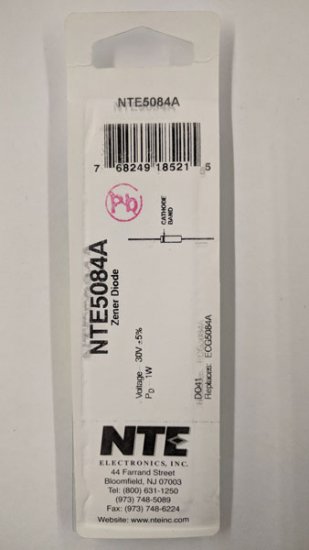 NTE5084A
7 68249 18521 5
Pb
CATHODE
BAND
NTE5084A
Zener Diode
Voltage 30V ±5%
PD 1W
DO41
Replaces: ECG5084A
NTE
ELECTRONICS, INC.
44 Farrand Street
Bloomfield, NJ 07003
Tel: (800) 631-1250
(973) 748-5089
Fax: (973) 748-6224
Website: www.nteinc.com